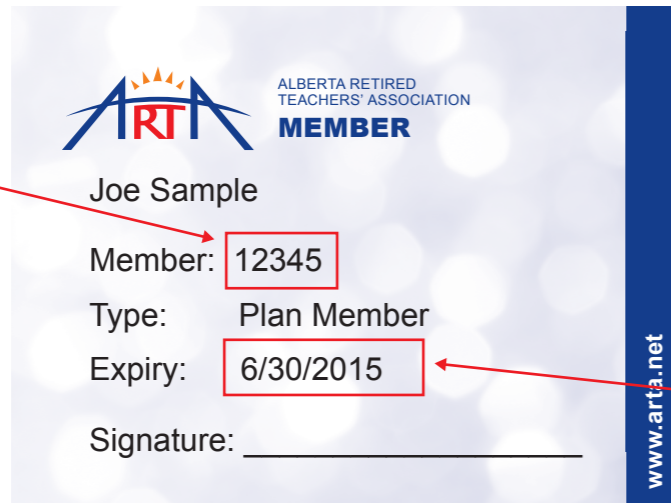 ARTA
ALBERTA RETIRED
TEACHERS' ASSOCIATION
MEMBER
Joe Sample
Member: 12345
Type: Plan Member
Expiry: 6/30/2015
Signature: ____________________
www.arta.net